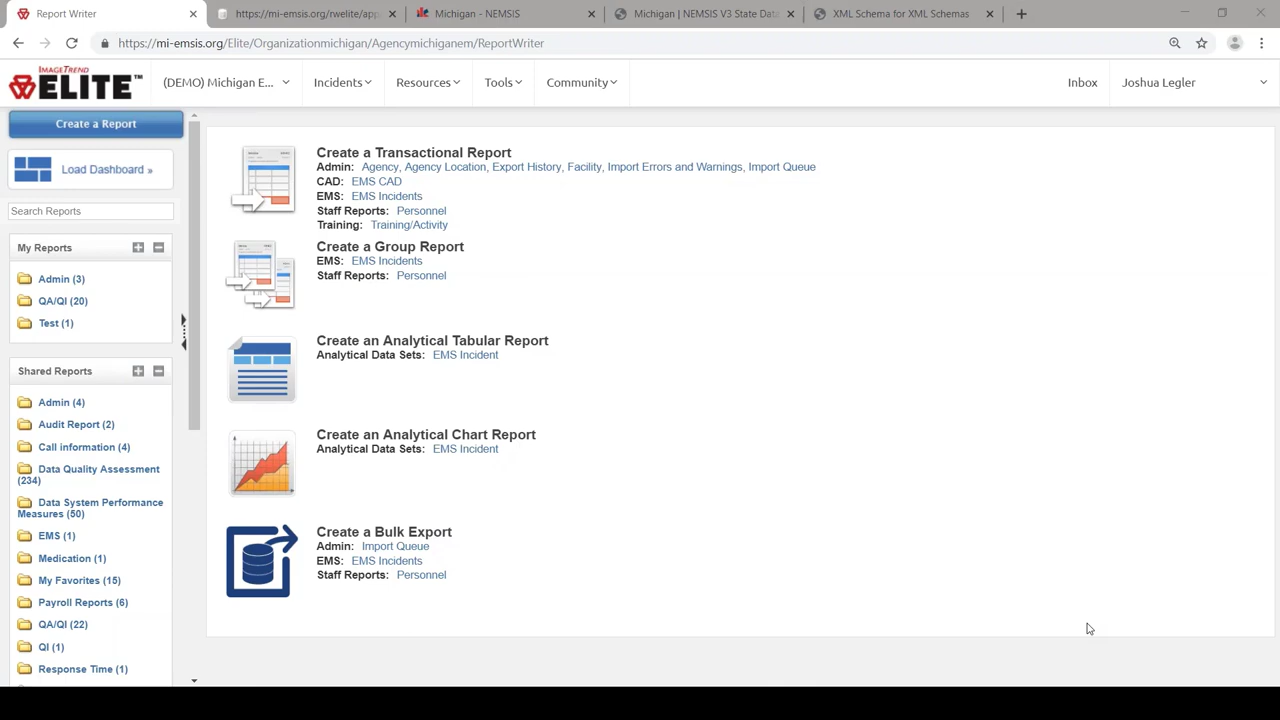 Report Writer
https://mi-emsis.org/rwelite/app
Michigan - NEMSIS
Michigan | NEMSIS V3 State Data
XML Schema for XML Schemas
https://mi-emsis.org/Elite/Organizationmichigan/Agencymichiganem/ReportWriter
IMAGETREND
ELITE™
(DEMO) Michigan E...
Incidents
Resources
Tools
Community
Inbox
Joshua Legler
Create a Report
Load Dashboard »
Search Reports
My Reports
Admin (3)
QA/QI (20)
Test (1)
Shared Reports
Admin (4)
Audit Report (2)
Call information (4)
Data Quality Assessment
(234)
Data System Performance
Measures (50)
EMS (1)
Medication (1)
My Favorites (15)
Payroll Reports (6)
QA/QI (22)
QI (1)
Response Time (1)
Create a Transactional Report
Admin: Agency, Agency Location, Export History, Facility, Import Errors and Warnings, Import Queue
CAD: EMS CAD
EMS: EMS Incidents
Staff Reports: Personnel
Training: Training/Activity
Create a Group Report
EMS: EMS Incidents
Staff Reports: Personnel
Create an Analytical Tabular Report
Analytical Data Sets: EMS Incident
Create an Analytical Chart Report
Analytical Data Sets: EMS Incident
Create a Bulk Export
Admin: Import Queue
EMS: EMS Incidents
Staff Reports: Personnel